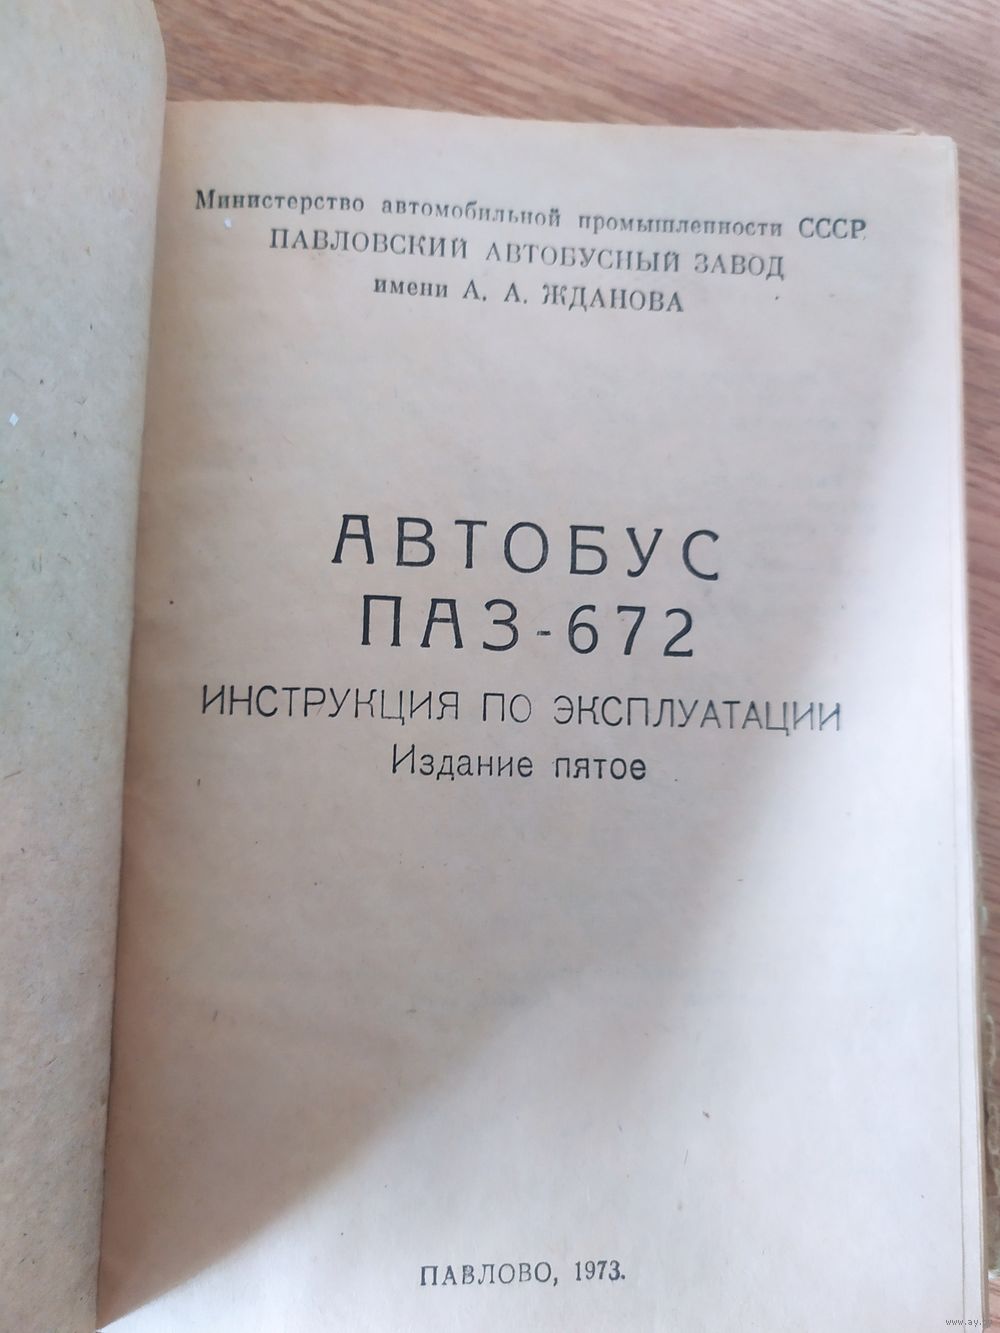 Министерство автомобильной промышленности СССР
ПАВЛОВСКИЙ АВТОБУСНЫЙ ЗАВОД
имени А. А. ЖДАНОВА
АВТОБУС
ПАЗ-672
ИНСТРУКЦИЯ ПО ЭКСПЛУАТАЦИИ
Издание пятое
ПАВЛОВО, 1973.